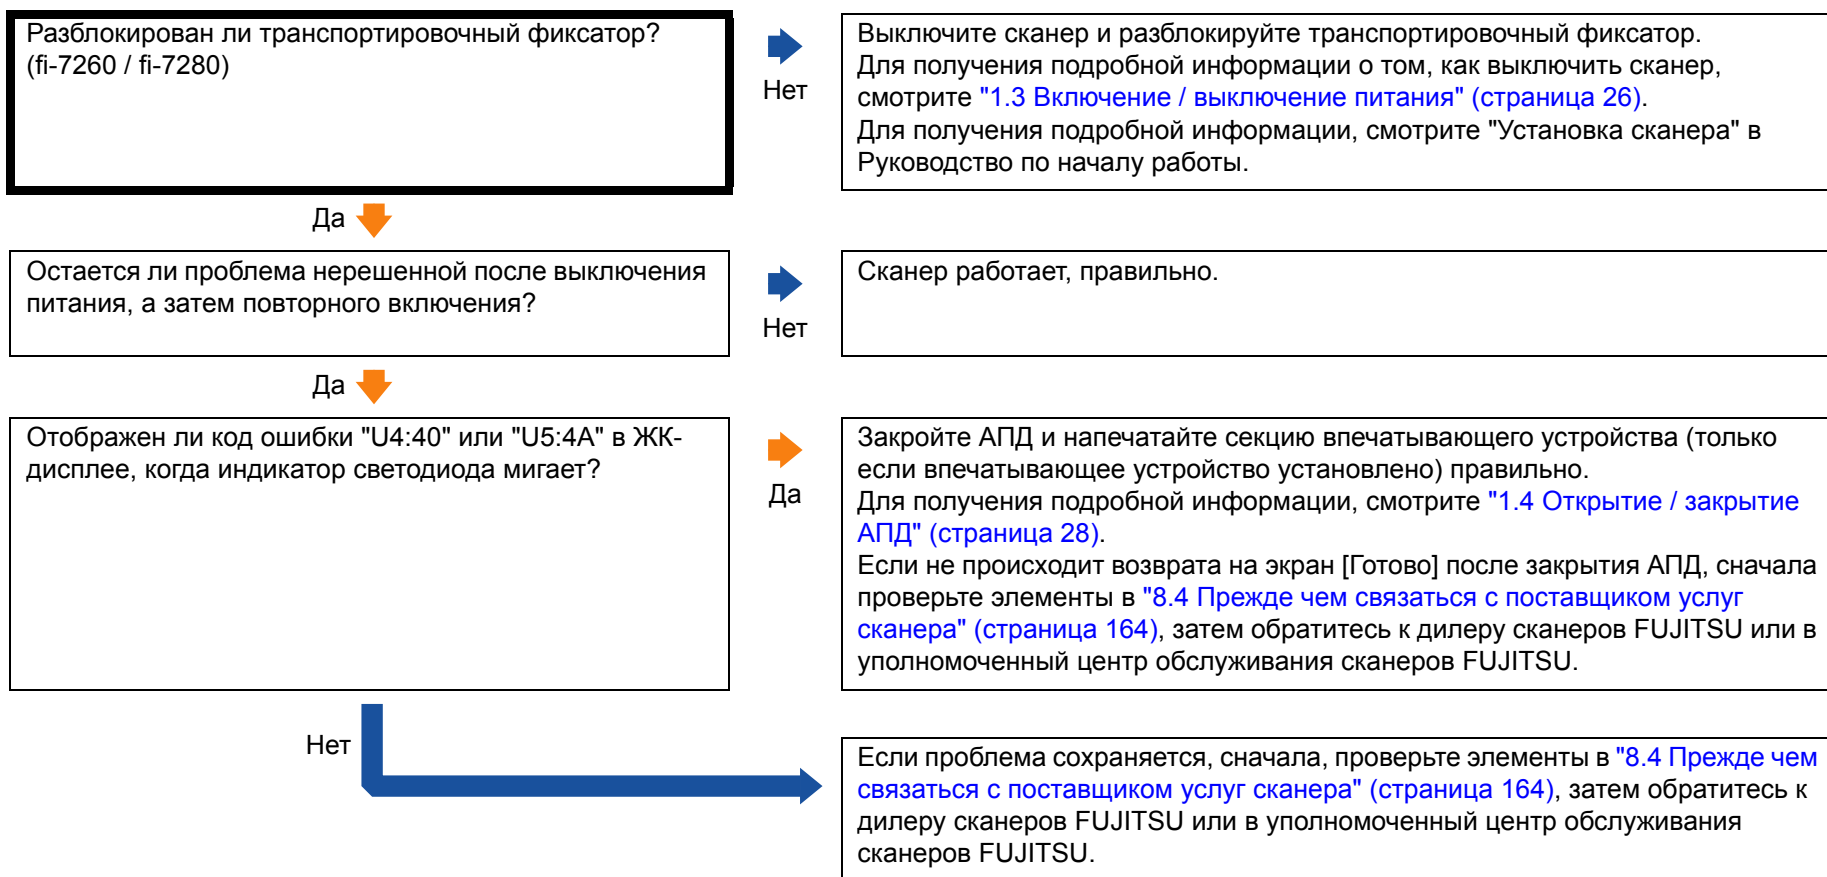 Разблокирован ли транспортировочный фиксатор?
(fi-7260 / fi-7280)
Нет
Выключите сканер и разблокируйте транспортировочный фиксатор.
Для получения подробной информации о том, как выключить сканер,
смотрите "1.3 Включение / выключение питания" (страница 26).
Для получения подробной информации, смотрите "Установка сканера" в
Руководство по началу работы.
Да
Остается ли проблема нерешенной после выключения
питания, а затем повторного включения?
Нет
Сканер работает, правильно.
Да
Отображен ли код ошибки "U4:40" или "U5:4A" в ЖК-
дисплее, когда индикатор светодиода мигает?
Да
Закройте АПД и напечатайте секцию впечатывающего устройства (только
если впечатывающее устройство установлено) правильно.
Для получения подробной информации, смотрите "1.4 Открытие / закрытие
АПД" (страница 28).
Если не происходит возврата на экран [Готово] после закрытия АПД, сначала
проверьте элементы в "8.4 Прежде чем связаться с поставщиком услуг
сканера" (страница 164), затем обратитесь к дилеру сканеров FUJITSU или в
уполномоченный центр обслуживания сканеров FUJITSU.
Нет
Если проблема сохраняется, сначала, проверьте элементы в "8.4 Прежде чем
связаться с поставщиком услуг сканера" (страница 164), затем обратитесь к
дилеру сканеров FUJITSU или в уполномоченный центр обслуживания
сканеров FUJITSU.